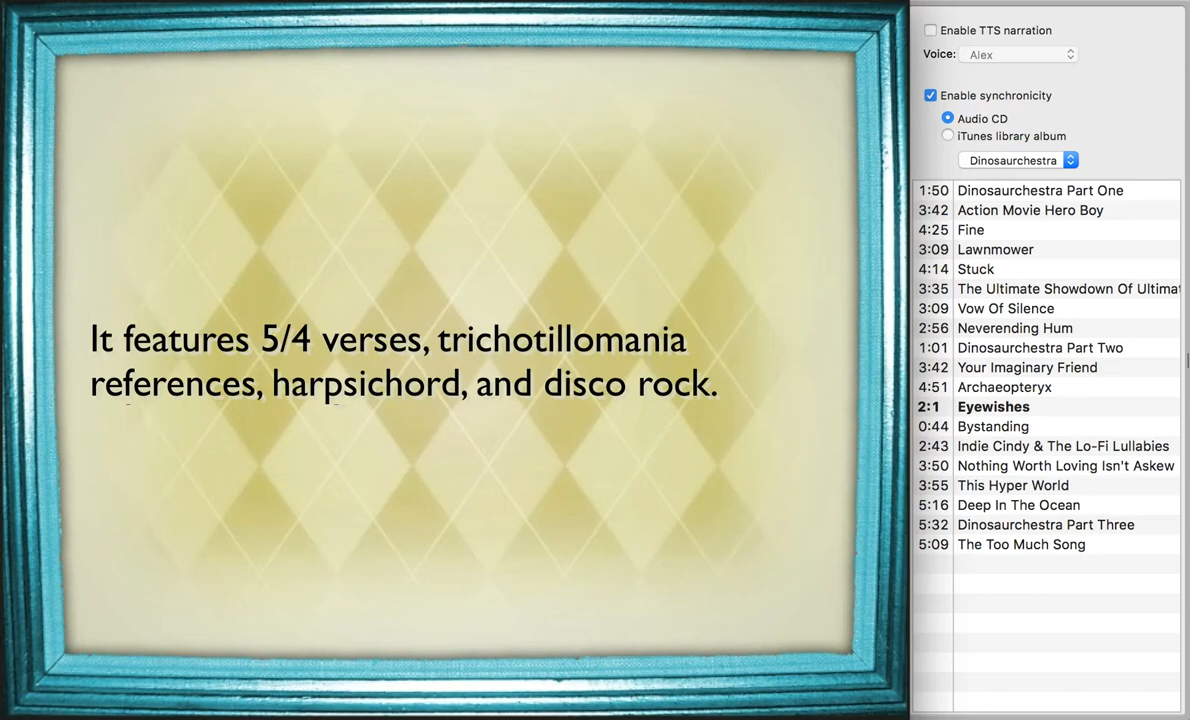 It features 5/4 verses, trichotillomania
references, harpsichord, and disco rock.
Enable TTS narration
Voice: Alex
Enable synchronicity
Audio CD
iTunes library album
Dinosaurchestra
1:50 Dinosaurchestra Part One
3:42 Action Movie Hero Boy
4:25 Fine
3:09 Lawnmower
4:14 Stuck
3:35 The Ultimate Showdown Of Ultimat
3:09 Vow Of Silence
2:56 Neverending Hum
1:01 Dinosaurchestra Part Two
3:42 Your Imaginary Friend
4:51 Archaeopteryx
2:1 Eyewishes
0:44 Bystanding
2:43 Indie Cindy & The Lo-Fi Lullabies
3:50 Nothing Worth Loving Isn't Askew
3:55 This Hyper World
5:16 Deep In The Ocean
5:32 Dinosaurchestra Part Three
5:09 The Too Much Song